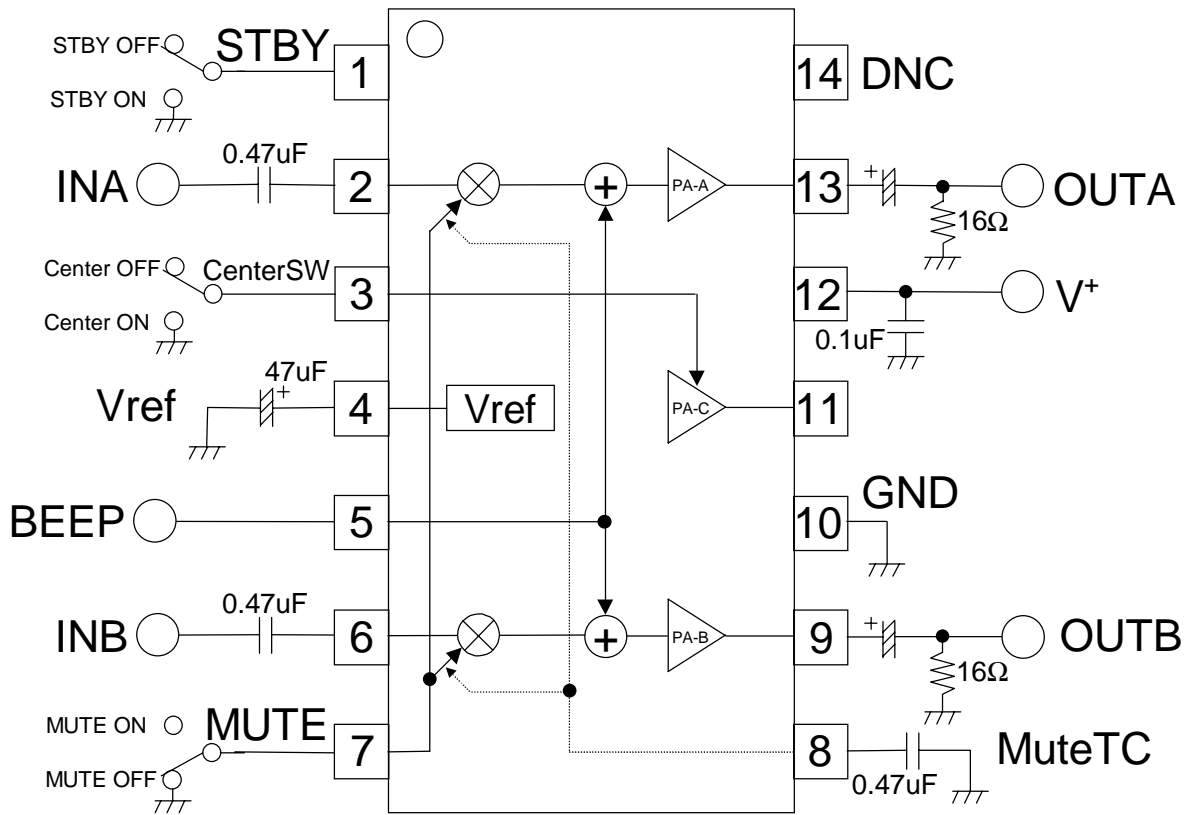 STBY OFF
STBY
STBY ON
1
14
DNC
0.47uF
INA
2
PA-A
13
+
OUTA
16Ω
Center OFF
CenterSW
3
Center ON
12
V+
0.1uF
47uF
+
Vref
4
Vref
PA-C
11
BEEP
5
GND
10
0.47uF
INB
6
PA-B
9
+
OUTB
16Ω
MUTE ON
MUTE
7
MUTE OFF
8
MuteTC
0.47uF